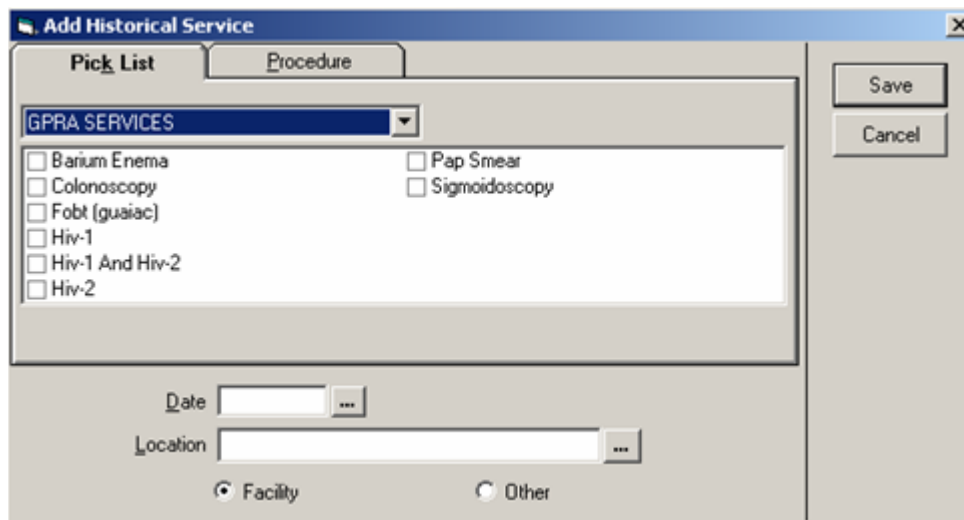 Add Historical Service
Pick List
Procedure
Save
Cancel
GPRA SERVICES
Barium Enema
Pap Smear
Colonoscopy
Sigmoidoscopy
Fobt (guaiac)
Hiv-1
Hiv-1 And Hiv-2
Hiv-2
Date
...
Location
...
Facility
Other